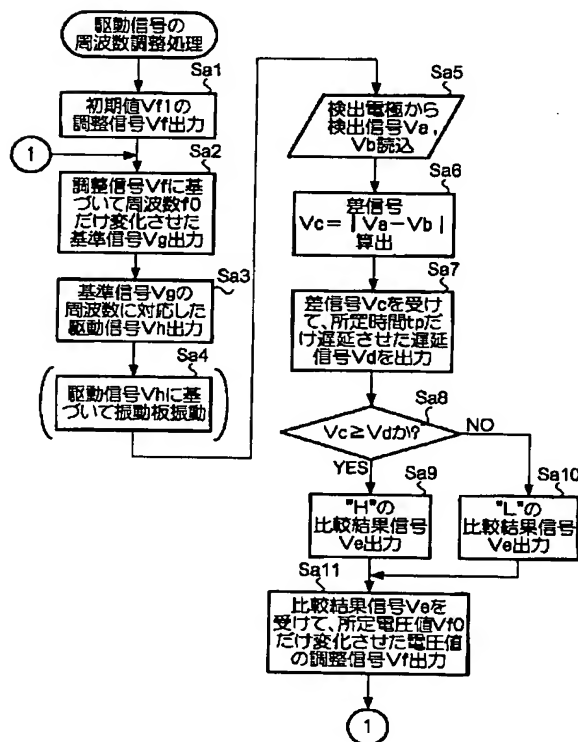 駆動信号の
周波数調整処理
Sa1
初期値Vf1の
調整信号Vf出力
1
Sa2
調整信号Vfに基
づいて周波数f0
だけ変化させた
基準信号Vg出力
Sa3
基準信号Vgの
周波数に対応した
駆動信号Vh出力
Sa4
駆動信号Vhに基
づいて振動板振動
Sa5
検出電極から
検出信号Va,
Vb読込
Sa6
差信号
Vc=|Va-Vb|
算出
Sa7
差信号Vcを受け
て、所定時間tpだ
け遅延させた遅延
信号Vdを出力
Sa8
Vc≥Vdか?
NO
YES
Sa9
"H"の
比較結果信号
Ve出力
Sa10
"L"の
比較結果信号
Ve出力
Sa11
比較結果信号Veを
受けて、所定電圧値Vf0
だけ変化させた電圧値
の調整信号Vf出力
1